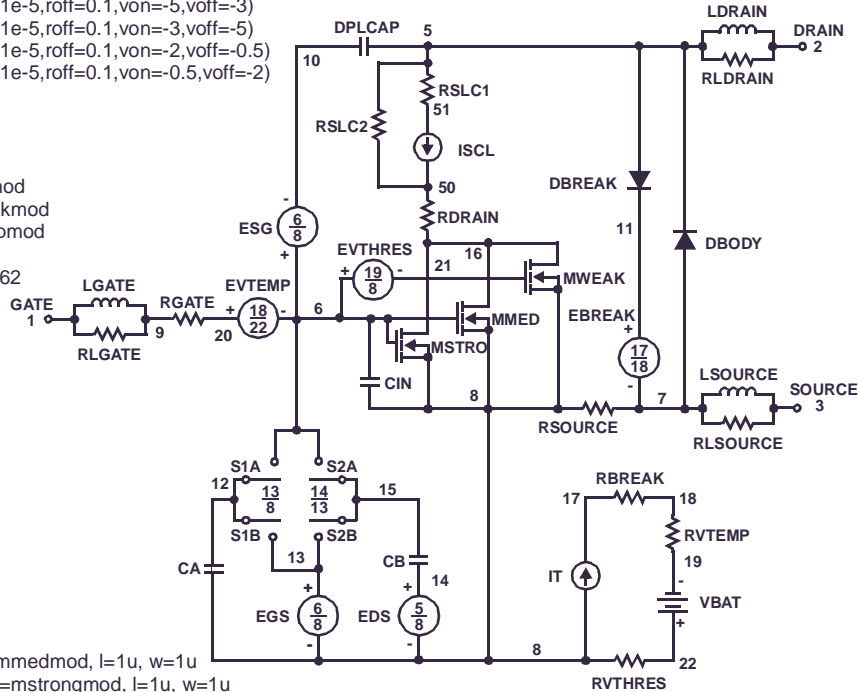 1e-5,roff=0.1,von=-5,voff=-3)
1e-5,roff=0.1,von=-3,voff=-5)
1e-5,roff=0.1,von=-2,voff=-0.5)
1e-5,roff=0.1,von=-0.5,voff=-2)
LDRAIN
DPLCAP
5
DRAIN
2
10
RLDRAIN
RSLC1
51
RSLC2
ISCL
50
DBREAK
RDRAIN
ESG
6
8
-
+
11
DBODY
EVTHRES
+
19
8
-
21
16
MWEAK
LGATE
EVTEMP
GATE
1
RGATE
+
18
22
-
6
9
20
RLGATE
MMED
MSTRO
EBREAK
+
17
18
-
CIN
8
RSOURCE
7
LSOURCE
SOURCE
3
RLSOURCE
S1A
S2A
12
13
8
14
13
15
S1B
S2B
13
CA
CB
14
+
EGS
6
8
-
+
EDS
5
8
-
RBREAK
17
18
RVTEMP
19
IT
-
VBAT
+
8
22
RVTHRES
nod
kmod
omod
62
mmedmod, l=1u, w=1u
=mstrongmod, l=1u, w=1u